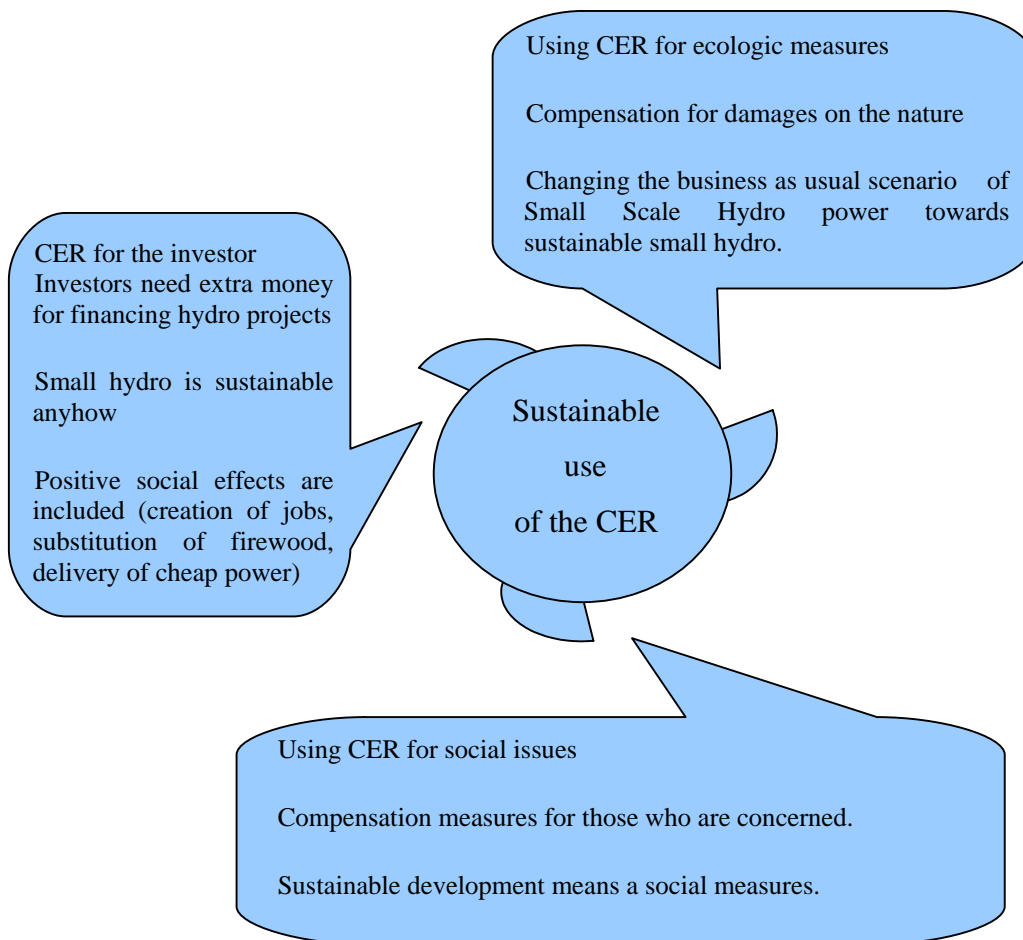 Using CER for ecologic measures
Compensation for damages on the nature
Changing the business as usual scenario of
Small Scale Hydro power towards
sustainable small hydro.
CER for the investor
Investors need extra money
for financing hydro projects
Small hydro is sustainable
anyhow
Positive social effects are
included (creation of jobs,
substitution of firewood,
delivery of cheap power)
Sustainable
use
of the CER
Using CER for social issues
Compensation measures for those who are concerned.
Sustainable development means a social measures.